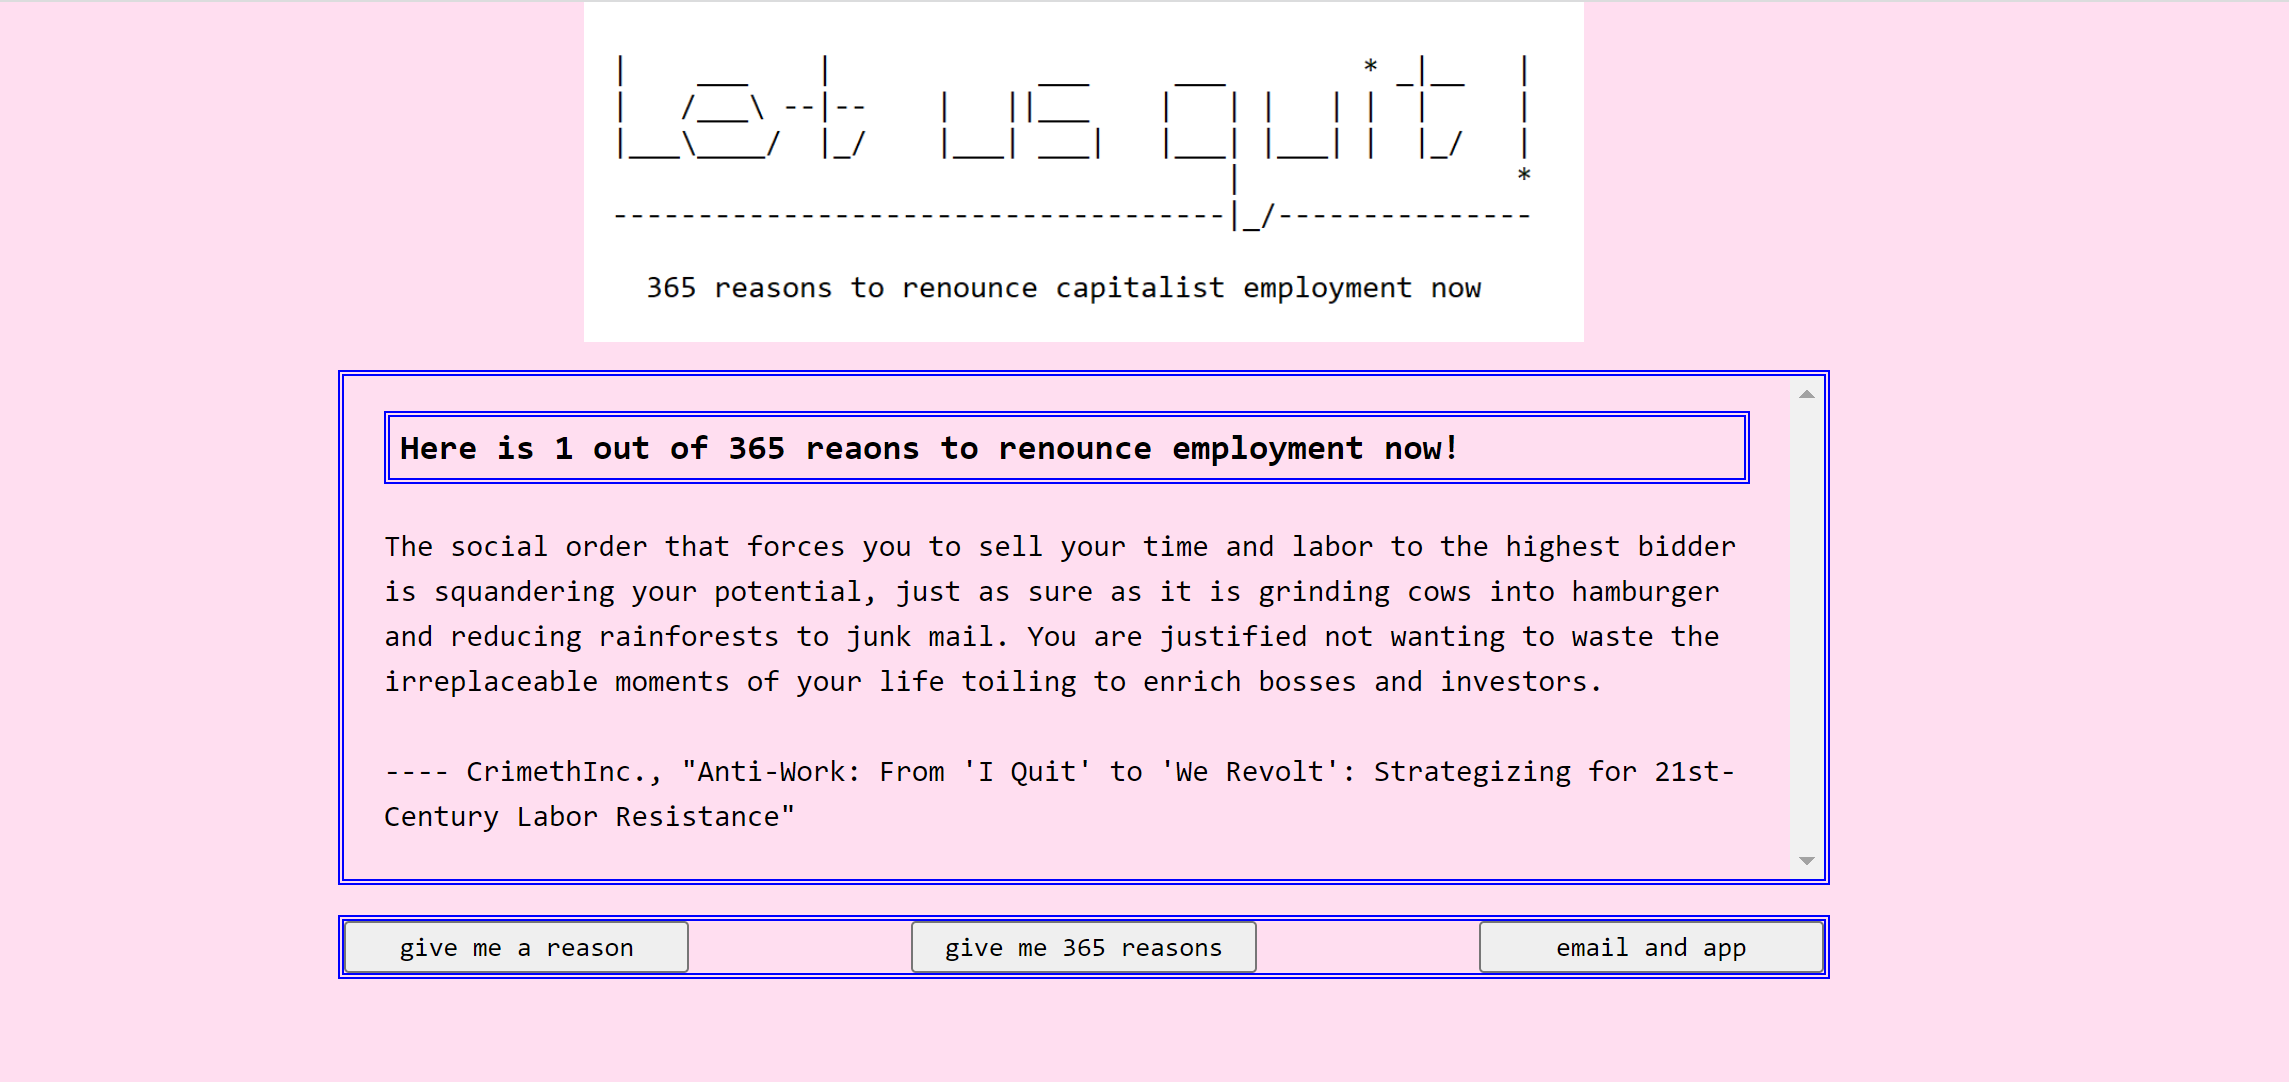 Let us quit!
365 reasons to renounce capitalist employment now
Here is 1 out of 365 reaons to renounce employment now!
The social order that forces you to sell your time and labor to the highest bidder
is squandering your potential, just as sure as it is grinding cows into hamburger
and reducing rainforests to junk mail. You are justified not wanting to waste the
irreplaceable moments of your life toiling to enrich bosses and investors.
---- CrimethInc., "Anti-Work: From 'I Quit' to 'We Revolt': Strategizing for 21st-
Century Labor Resistance"
give me a reason
give me 365 reasons
email and app